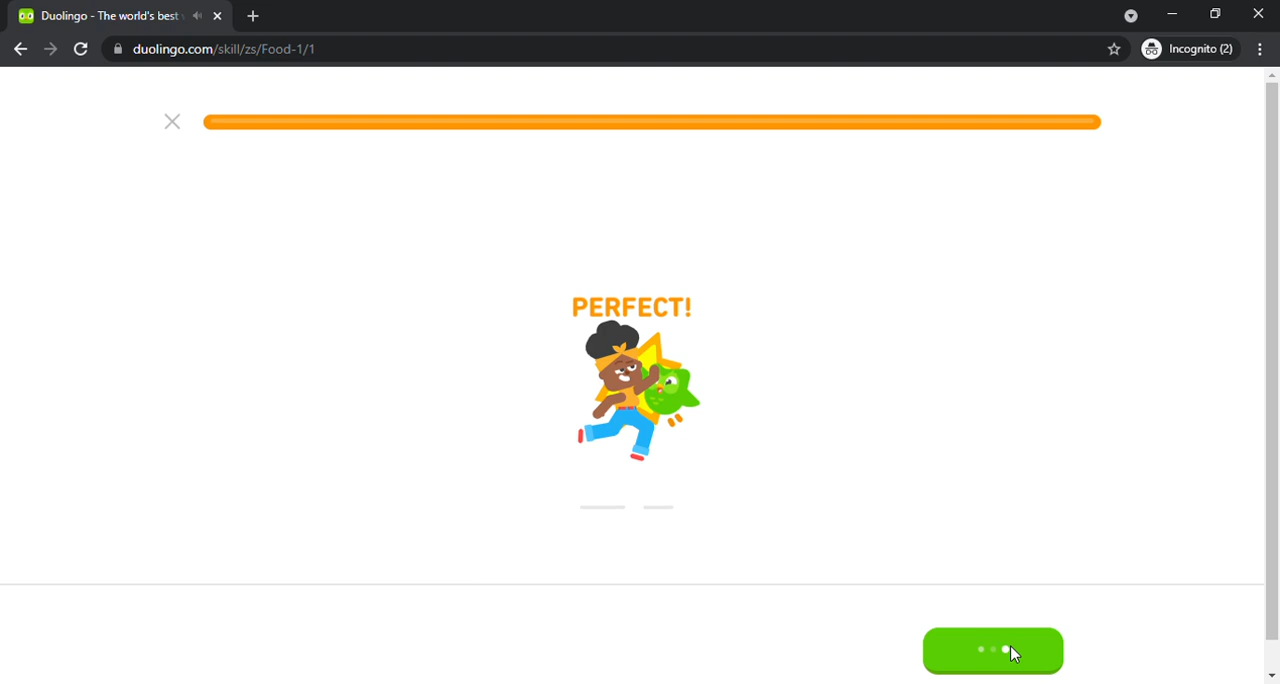 Duolingo - The world's best
duolingo.com/skill/zs/Food-1/1
Incognito (2)
PERFECT!